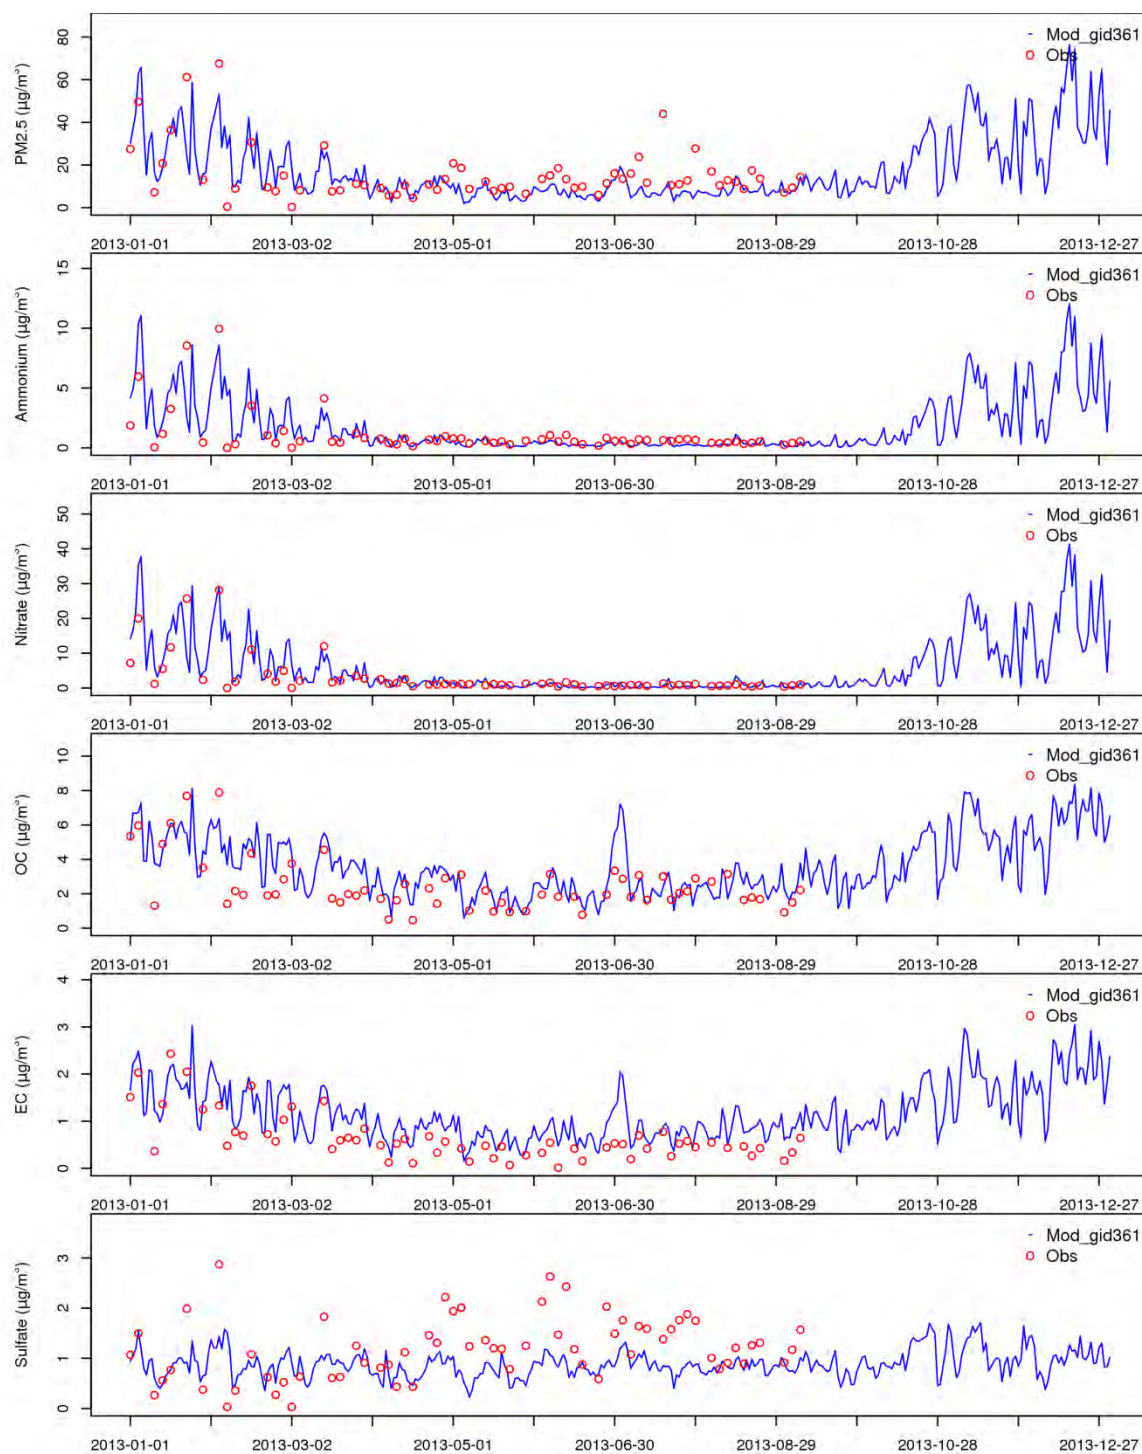 Mod_gid361
Obs
PM2.5 (µg/m³)
0 20 40 60 80
2013-01-01 2013-03-02 2013-05-01 2013-06-30 2013-08-29 2013-10-28 2013-12-27
Mod_gid361
Obs
Ammonium (µg/m³)
0 5 10 15
2013-01-01 2013-03-02 2013-05-01 2013-06-30 2013-08-29 2013-10-28 2013-12-27
Mod_gid361
Obs
Nitrate (µg/m³)
0 10 20 30 40 50
2013-01-01 2013-03-02 2013-05-01 2013-06-30 2013-08-29 2013-10-28 2013-12-27
Mod_gid361
Obs
OC (µg/m³)
0 2 4 6 8 10
2013-01-01 2013-03-02 2013-05-01 2013-06-30 2013-08-29 2013-10-28 2013-12-27
Mod_gid361
Obs
EC (µg/m³)
0 1 2 3 4
2013-01-01 2013-03-02 2013-05-01 2013-06-30 2013-08-29 2013-10-28 2013-12-27
Mod_gid361
Obs
Sulfate (µg/m³)
0 1 2 3
2013-01-01 2013-03-02 2013-05-01 2013-06-30 2013-08-29 2013-10-28 2013-12-27